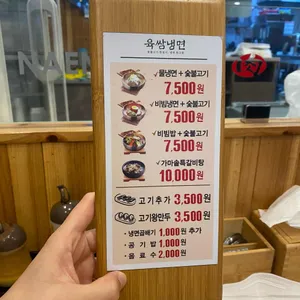 육쌈냉면
✓물냉면+숯불고기
7,500원
✓비빔냉면+숯불고기
7,500원
✓비빔밥+숯불고기
7,500원
✓가마솥특갈비탕
10,000원
고기추가 3,500원
고기왕만두 3,500원
· 냉면곱빼기 1,000원 추가
· 공기밥 1,000원
· 음료수 2,000원